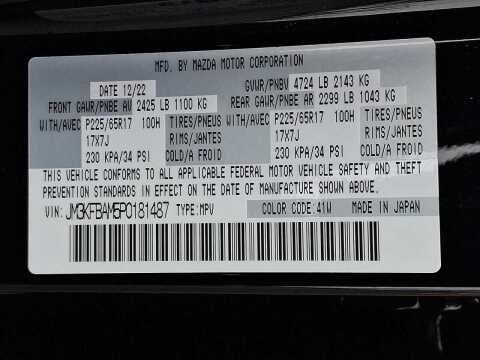 MFD. BY MAZDA MOTOR CORPORATION
DATE 12/22 GVWR/PNBV 4724 LB 2143 KG
FRONT GAWR/PNBE AV 2425 LB 1100 KG REAR GAWR/PNBE AR 2299 LB 1043 KG
WITH/AVEC P225/65R17 100H TIRES/PNEUS WITH/AVEC P225/65R17 100H TIRES/PNEUS
17X7J RIMS/JANTES 17X7J RIMS/JANTES
230 KPA/34 PSI COLD/A FROID 230 KPA/34 PSI COLD/A FROID
THIS VEHICLE CONFORMS TO ALL APPLICABLE FEDERAL MOTOR VEHICLE SAFETY AND THEFT
PREVENTION STANDARDS IN EFFECT ON THE DATE OF MANUFACTURE SHOWN ABOVE.
VIN: JM3KFBAM5P0181487 TYPE:MPV COLOR CODE:41W MADE IN JAPAN